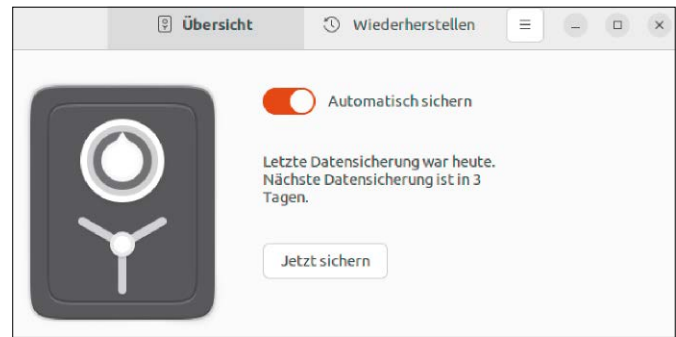 Übersicht
Wiederherstellen
Automatisch sichern
Letzte Datensicherung war heute.
Nächste Datensicherung ist in 3
Tagen.
Jetzt sichern